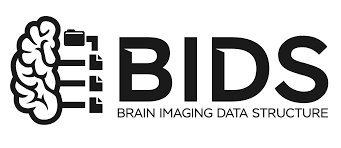 BIDS
BRAIN IMAGING DATA STRUCTURE